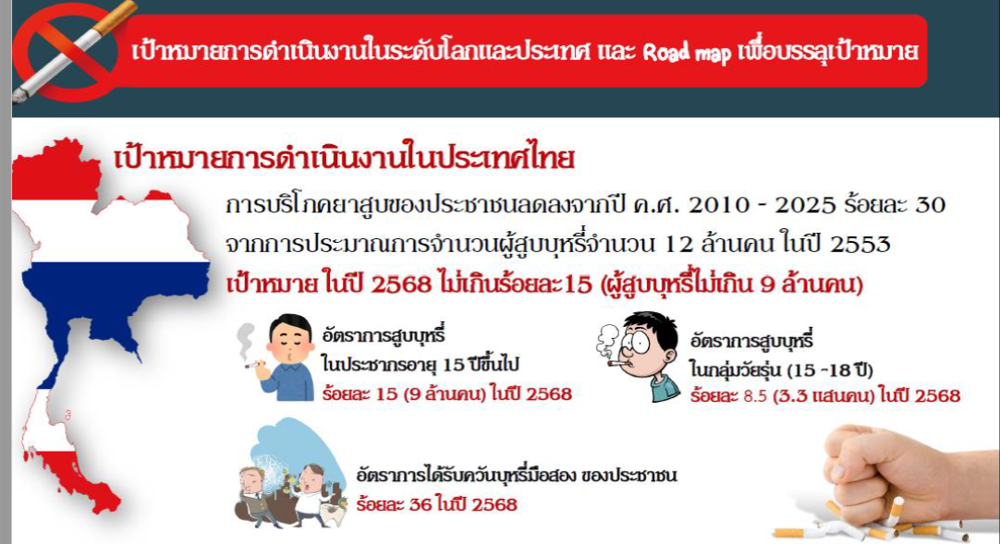 เป้าหมายการดำเนินงานในระดับโลกและประเทศ และ Road map เพื่อบรรลุเป้าหมาย
เป้าหมายการดำเนินงานในประเทศไทย
การบริโภคยาสูบของประชาชนลดลงจากปี ค.ศ. 2010 - 2025 ร้อยละ 30
จากการประมาณการจำนวนผู้สูบบุหรี่จำนวน 12 ล้านคน ในปี 2553
เป้าหมาย ในปี 2568 ไม่เกินร้อยละ15 (ผู้สูบบุหรี่ไม่เกิน 9 ล้านคน)
อัตราการสูบบุหรี่
ในประชากรอายุ 15 ปีขึ้นไป
ร้อยละ 15 (9 ล้านคน) ในปี 2568
อัตราการสูบบุหรี่
ในกลุ่มวัยรุ่น (15 -18 ปี)
ร้อยละ 8.5 (3.3 แสนคน) ในปี 2568
อัตราการได้รับควันบุหรี่มือสอง ของประชาชน
ร้อยละ 36 ในปี 2568